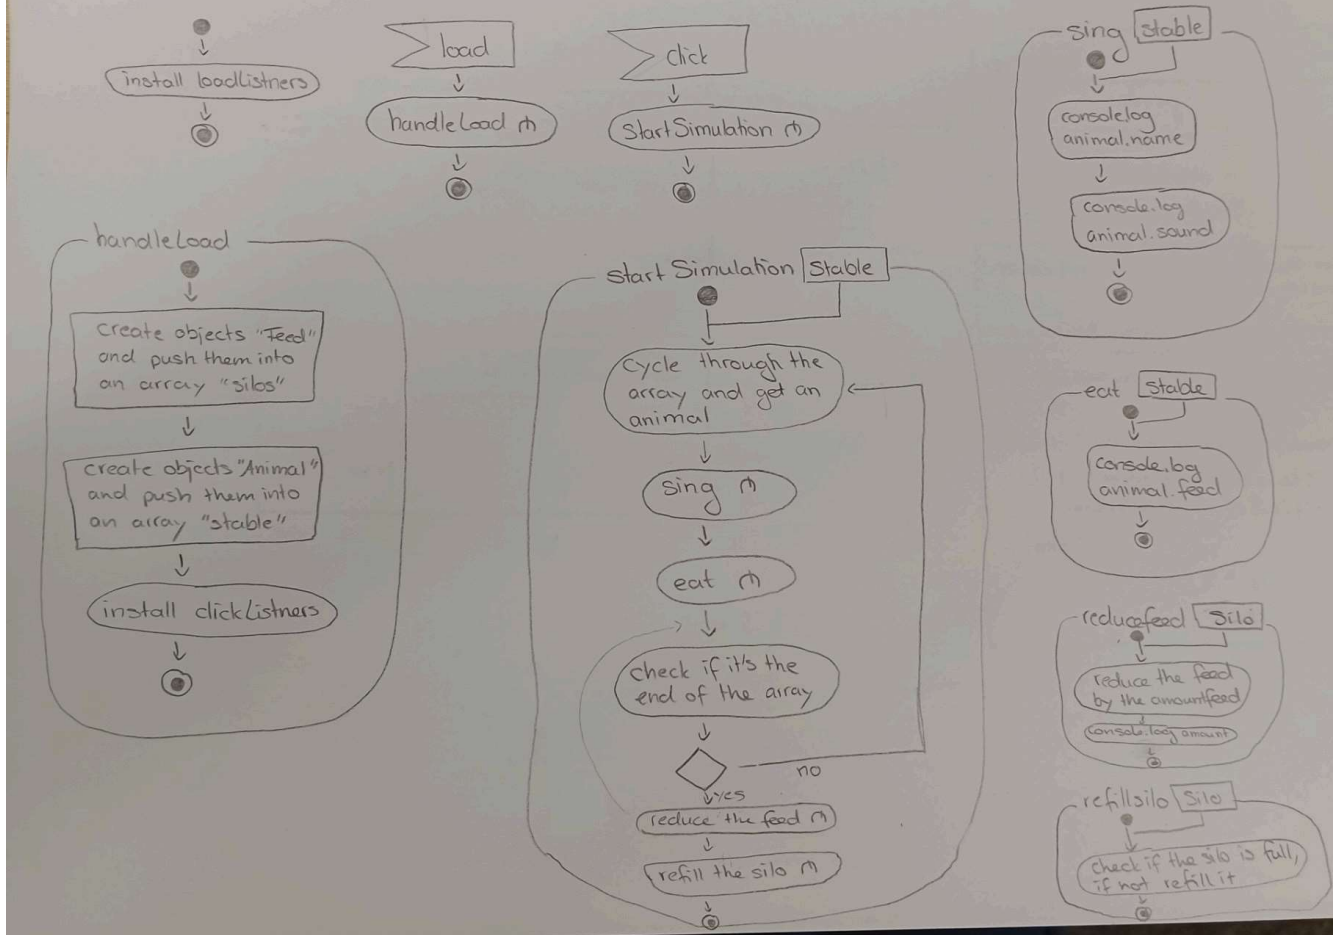 install loadListners
load
handleLoad
click
StartSimulation
sing Stable
console.log
animal.name
console.log
animal.sound
handleLoad
create objects "Feed"
and push them into
an array "silos"
create objects "Animal"
and push them into
an array "stable"
install clickListners
start Simulation Stable
cycle through the
array and get an
animal
sing
eat
check if it's the
end of the array
no
yes
reduce the feed
refill the silo
eat Stable
console.log
animal.feed
reducefeed Silo
reduce the feed
by the amountfeed
console.log amount
refillsilo Silo
check if the silo is full,
if not refill it